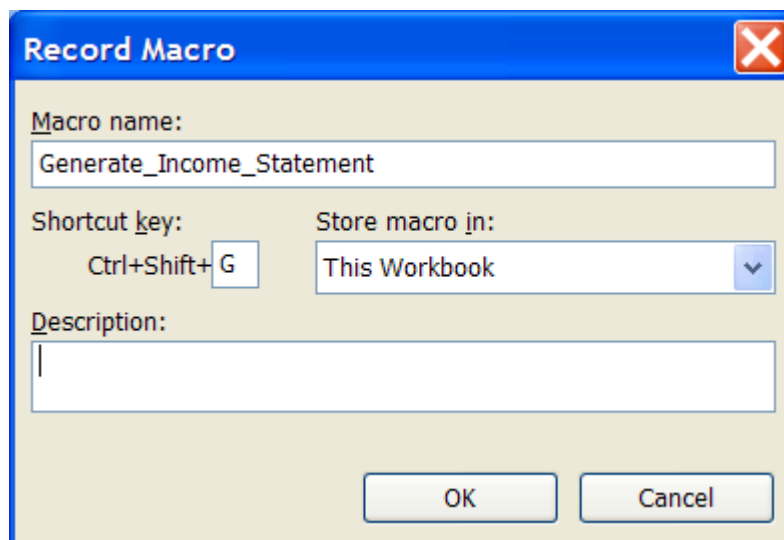 Record Macro
Macro name:
Generate_Income_Statement
Shortcut key: Store macro in:
Ctrl+Shift+ G This Workbook
Description:
OK Cancel